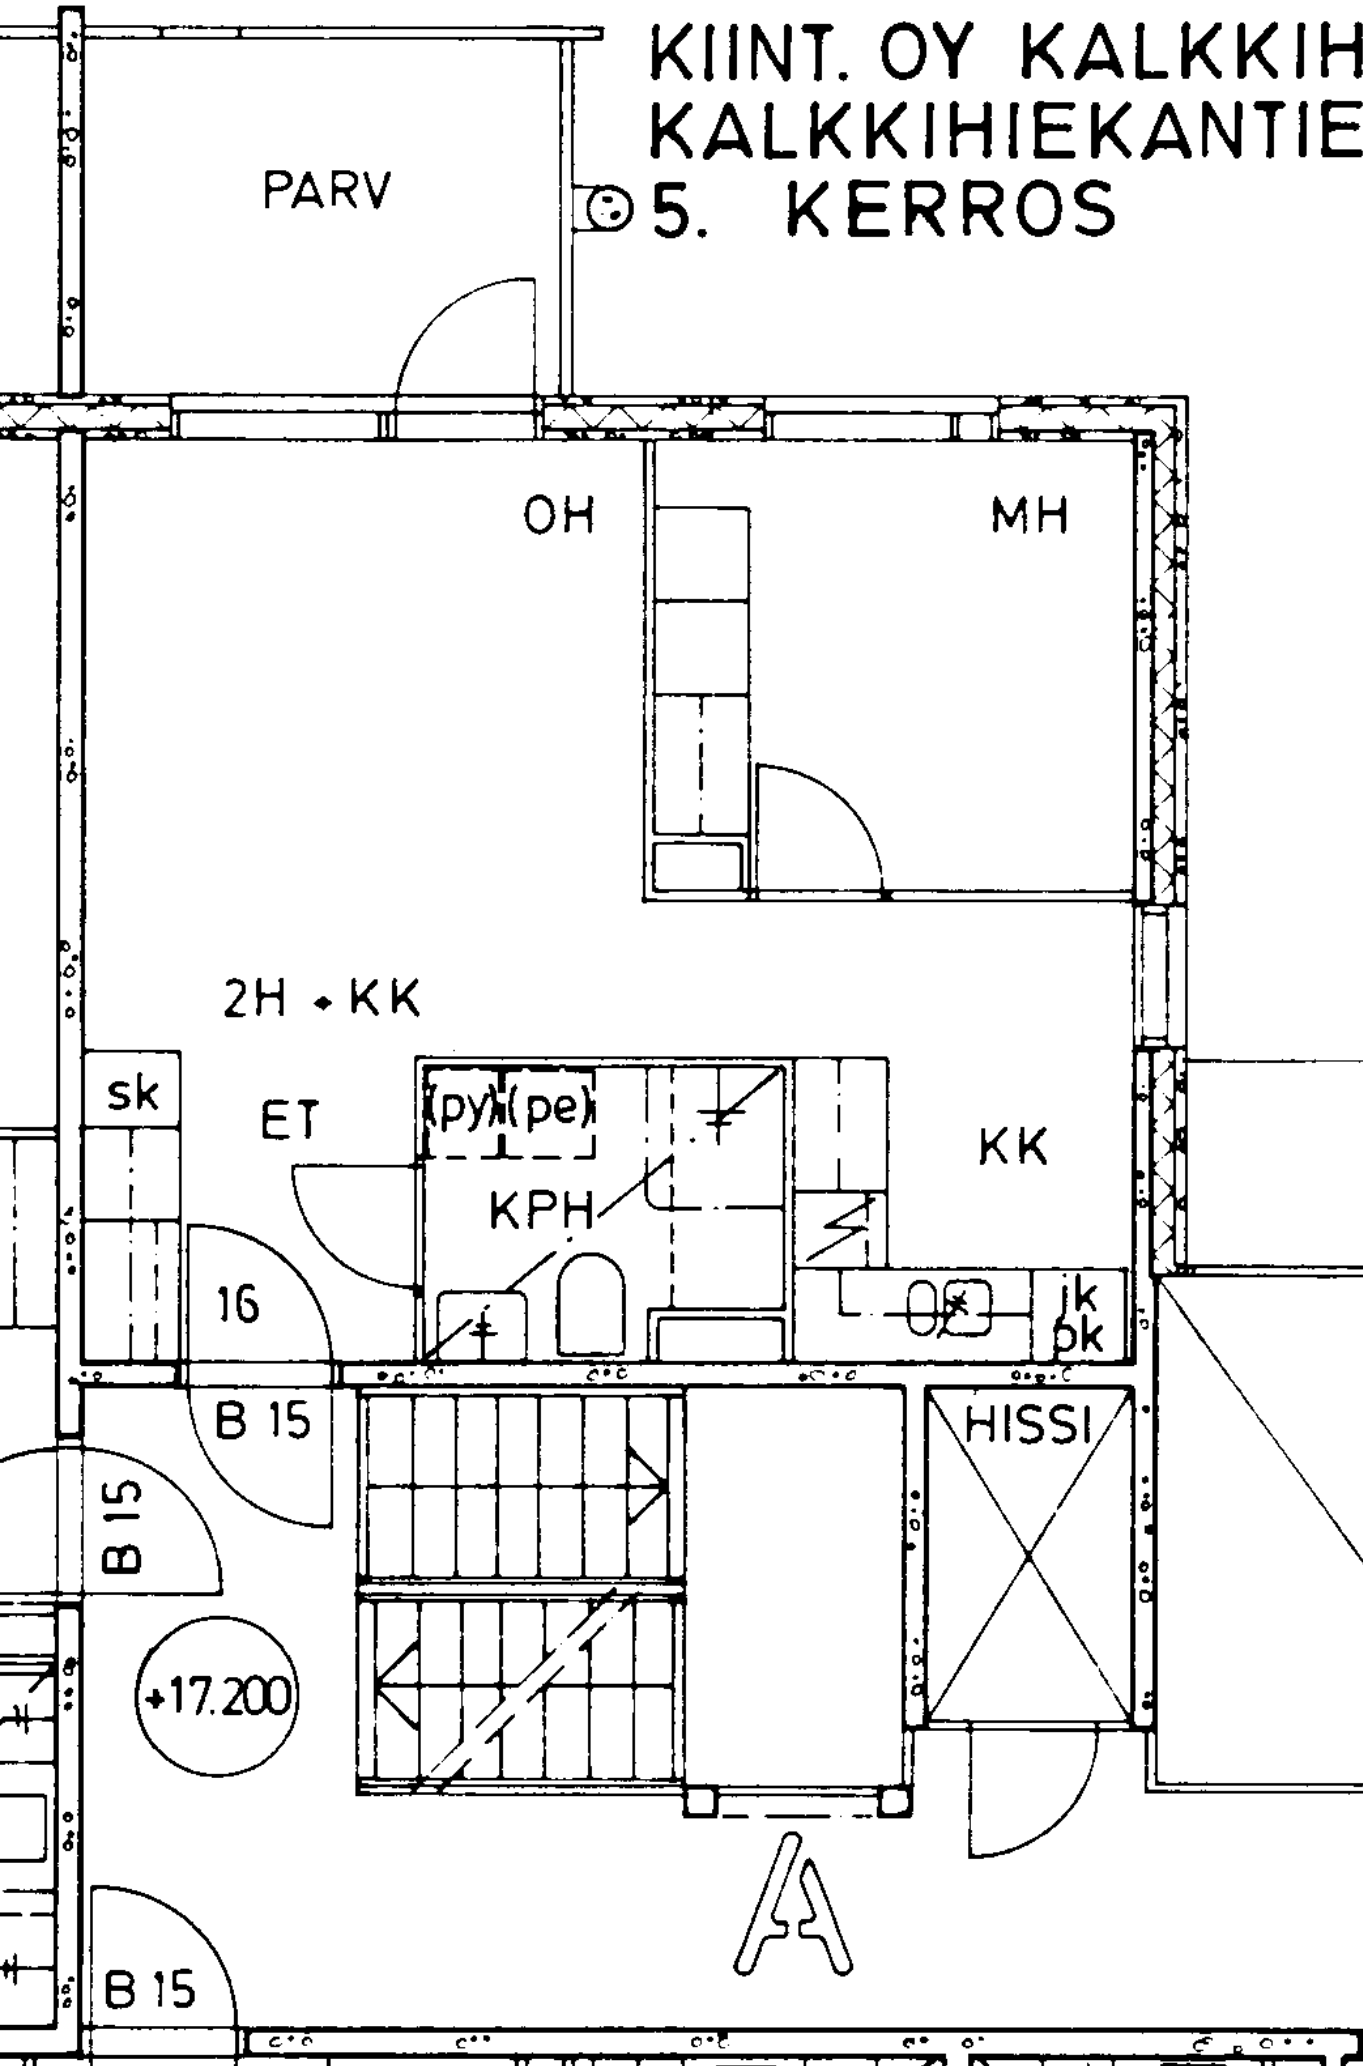 KIINT. OY KALKKIH
KALKKIHIEKANTIE
5. KERROS
PARV
OH
MH
2H + KK
sk
ET
(py)
(pe)
KK
KPH
16
jk
pk
B 15
HISSI
B 15
+17.200
A
B 15